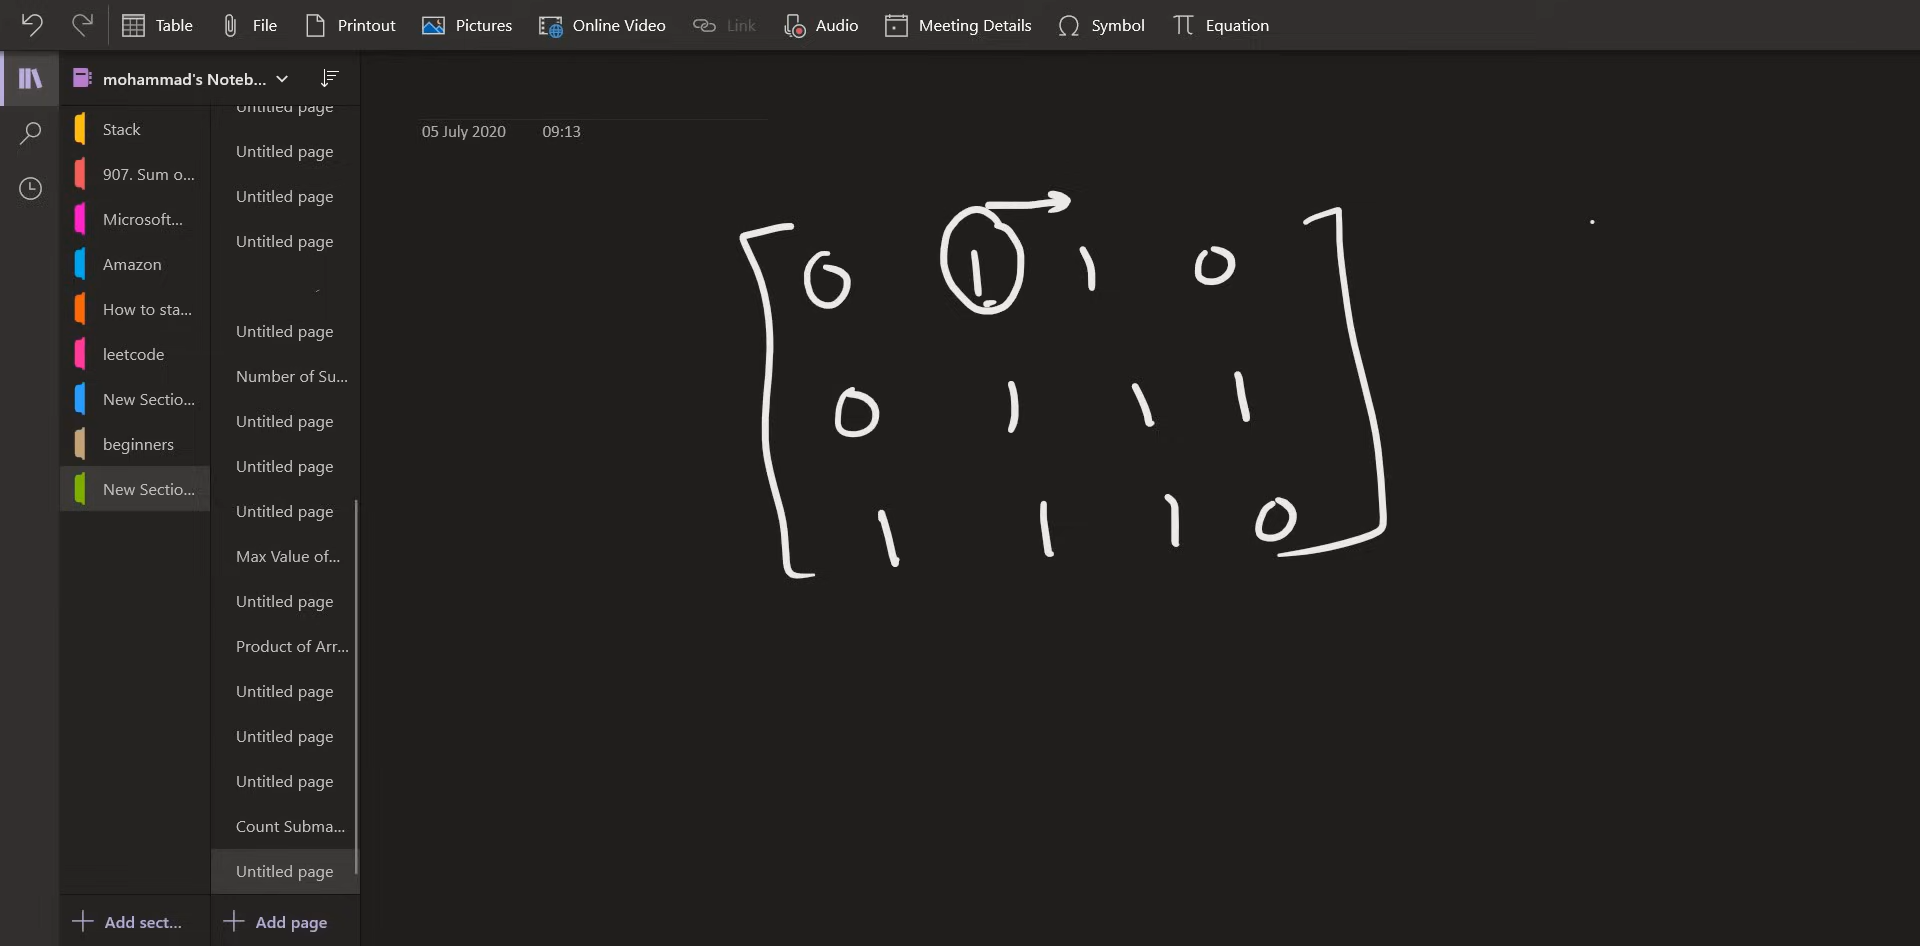 Table File Printout Pictures Online Video Link Audio Meeting Details Symbol Equation
mohammad's Noteb...
Stack
907. Sum o...
Microsoft...
Amazon
How to sta...
leetcode
New Sectio...
beginners
New Sectio...
Add sect...
Untitled page
Untitled page
Untitled page
Untitled page
Untitled page
Number of Su...
Untitled page
Untitled page
Untitled page
Max Value of...
Untitled page
Product of Arr...
Untitled page
Untitled page
Untitled page
Count Subma...
Untitled page
Add page
05 July 2020 09:13
0 1 1 0
0 1 1 1
1 1 1 0